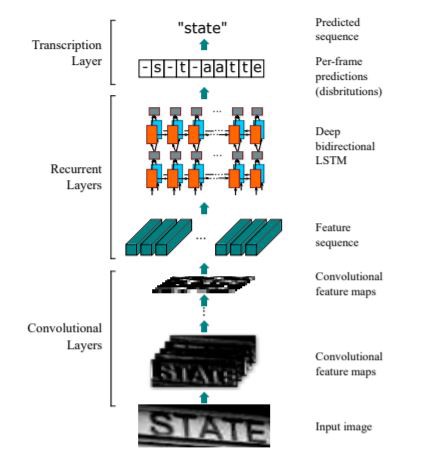 "state"
Predicted
sequence
Transcription
Layer
-s-t-aatte
Per-frame
predictions
(disbritutions)
Deep
bidirectional
LSTM
Recurrent
Layers
...
Feature
sequence
Convolutional
feature maps
Convolutional
Layers
STATE
Convolutional
feature maps
STATE
Input image